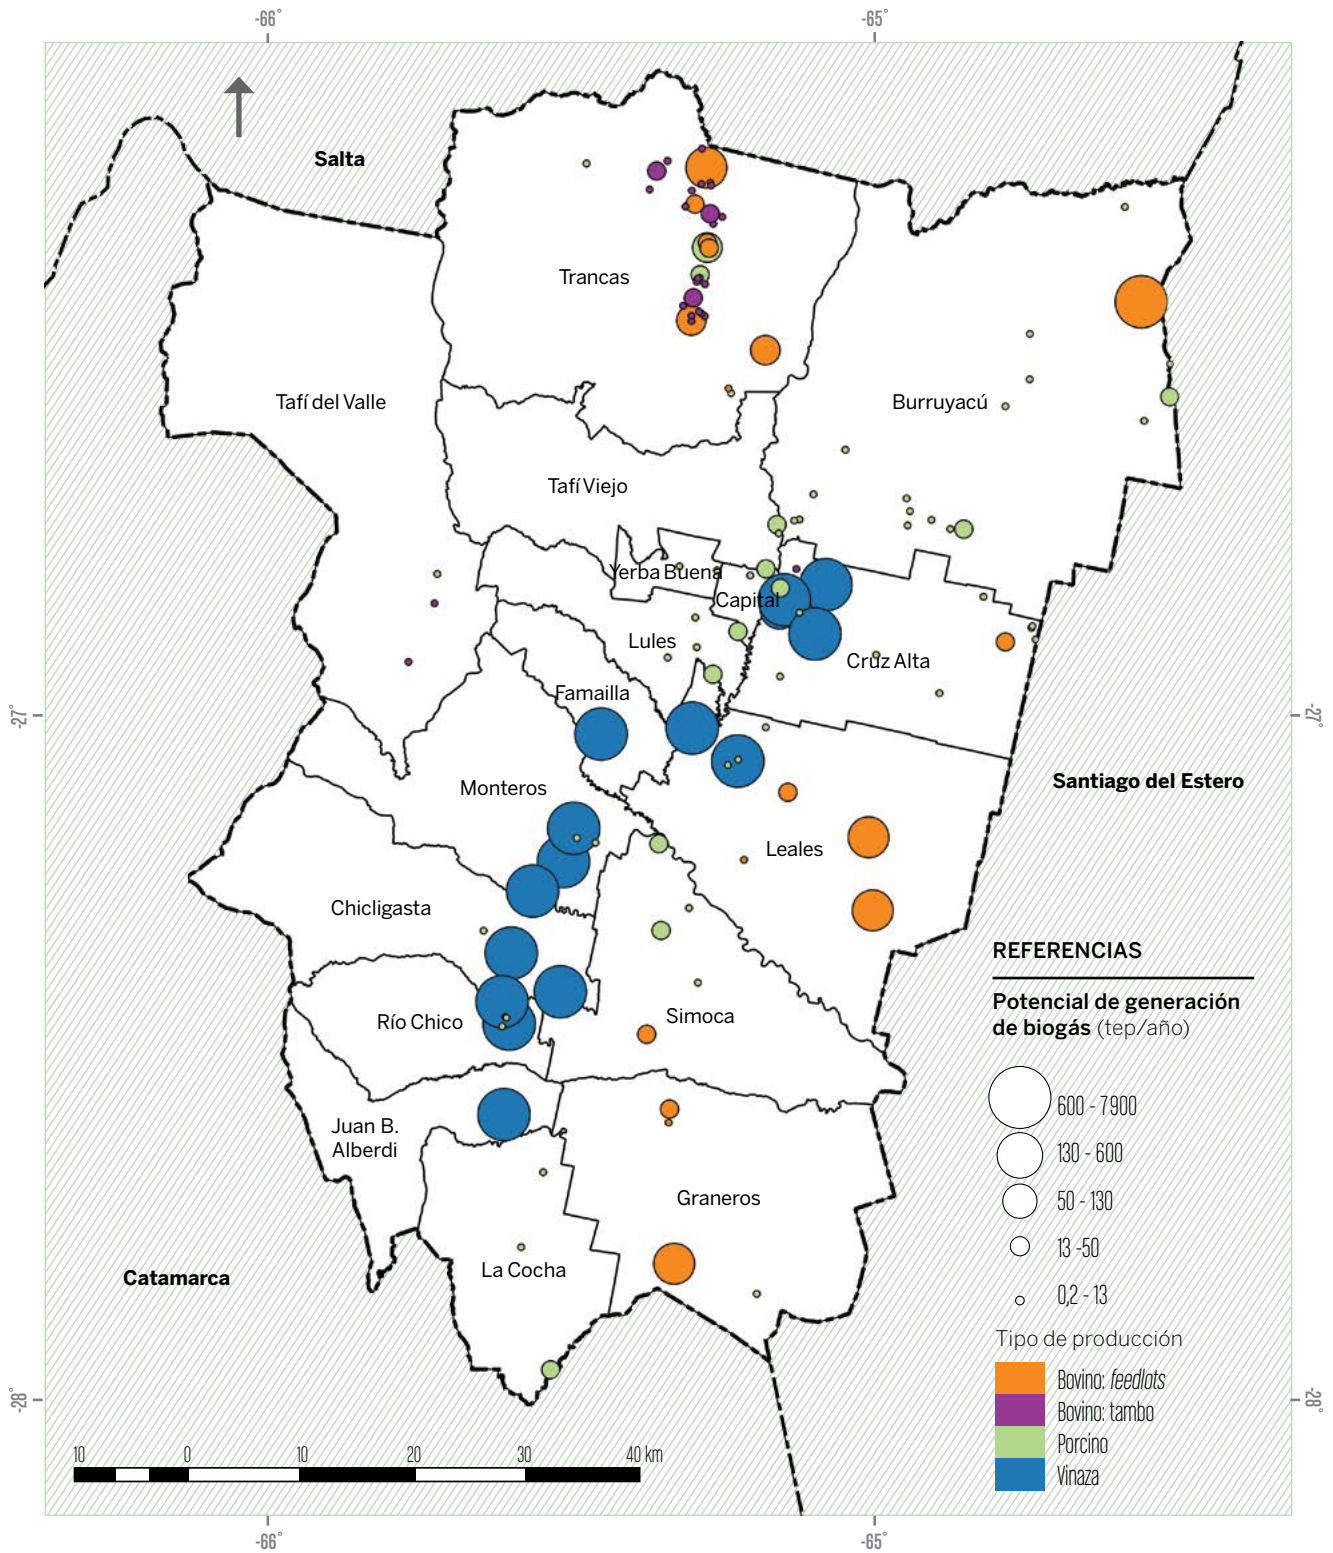 -66°
-65°
Salta
Trancas
Tafí del Valle
Burruyacú
Tafí Viejo
Yerba Buena
Capital
Lules
Cruz Alta
Famailla
-27°
-27°
Santiago del Estero
Monteros
Leales
Chicligasta
Río Chico
Simoca
Juan B.
Alberdi
Graneros
La Cocha
Catamarca
REFERENCIAS
Potencial de generación
de biogás (tep/año)
600 - 7900
130 - 600
50 - 130
13 -50
0,2 - 13
Tipo de producción
Bovino: feedlots
Bovino: tambo
Porcino
Vinaza
-28°
-28°
10 0 10 20 30 40 km
-66°
-65°